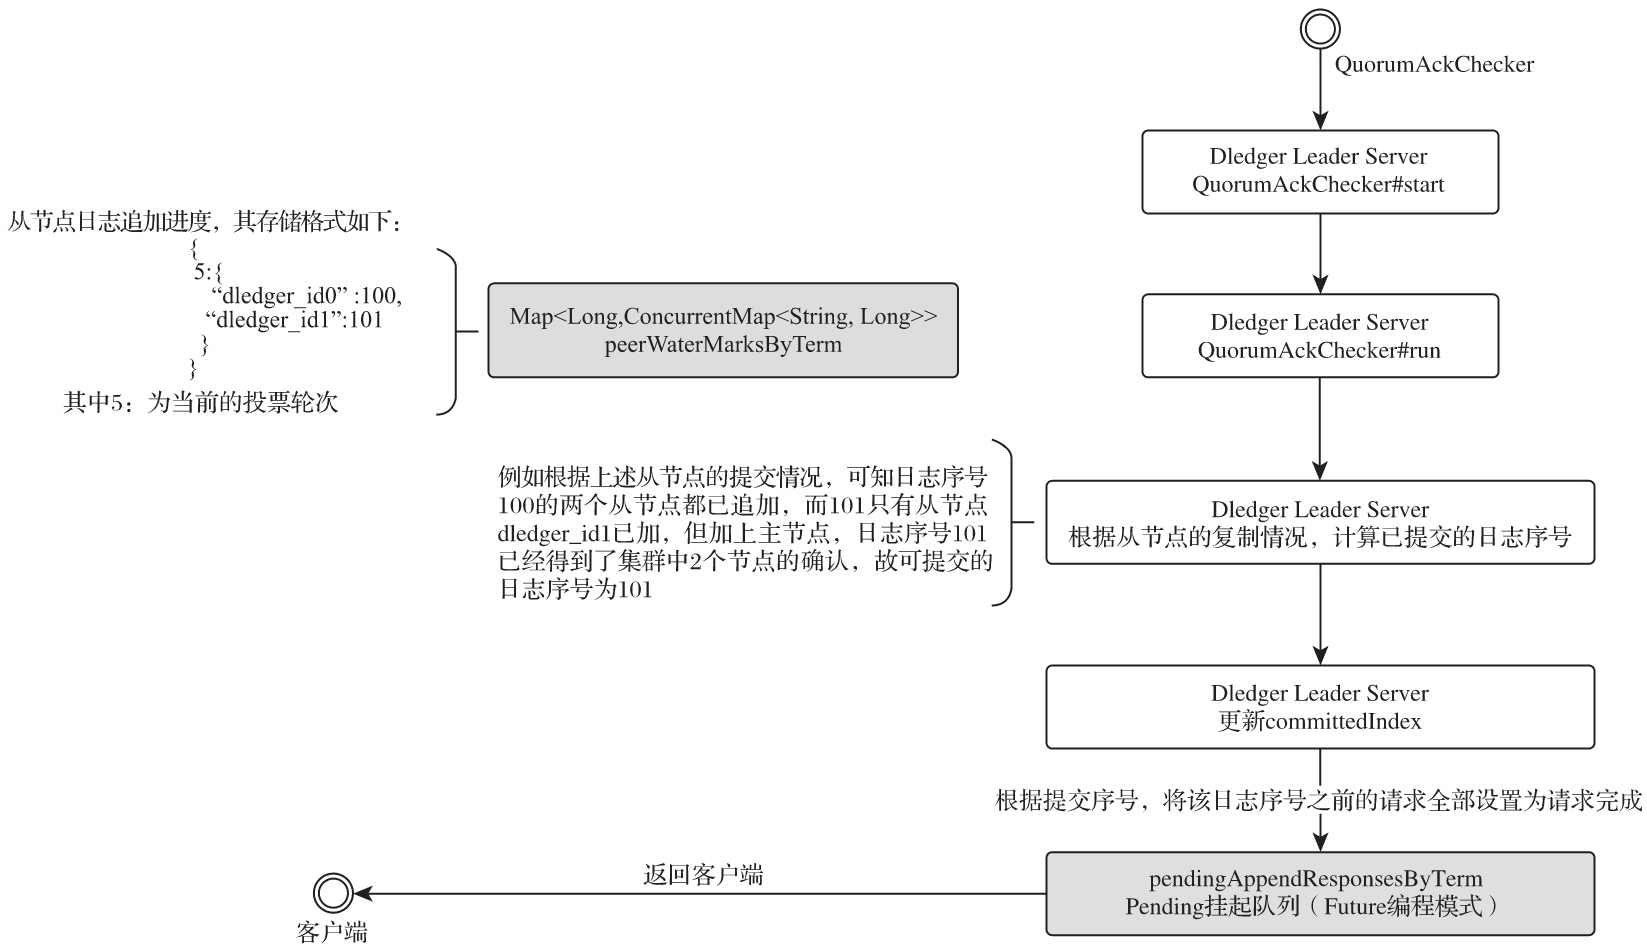 QuorumAckChecker
Dledger Leader Server
QuorumAckChecker#start
从节点日志追加进度，其存储格式如下：
{
5:{
“dledger_id0” :100,
“dledger_id1”:101
}
}
其中5：为当前的投票轮次
Map<Long,ConcurrentMap<String, Long>>
peerWaterMarksByTerm
Dledger Leader Server
QuorumAckChecker#run
例如根据上述从节点的提交情况，可知日志序号
100的两个从节点都已追加，而101只有从节点
dledger_id1已加，但加上主节点，日志序号101
已经得到了集群中2个节点的确认，故可提交的
日志序号为101
Dledger Leader Server
根据从节点的复制情况，计算已提交的日志序号
Dledger Leader Server
更新committedIndex
根据提交序号，将该日志序号之前的请求全部设置为请求完成
pendingAppendResponsesByTerm
Pending挂起队列（Future编程模式）
返回客户端
客户端